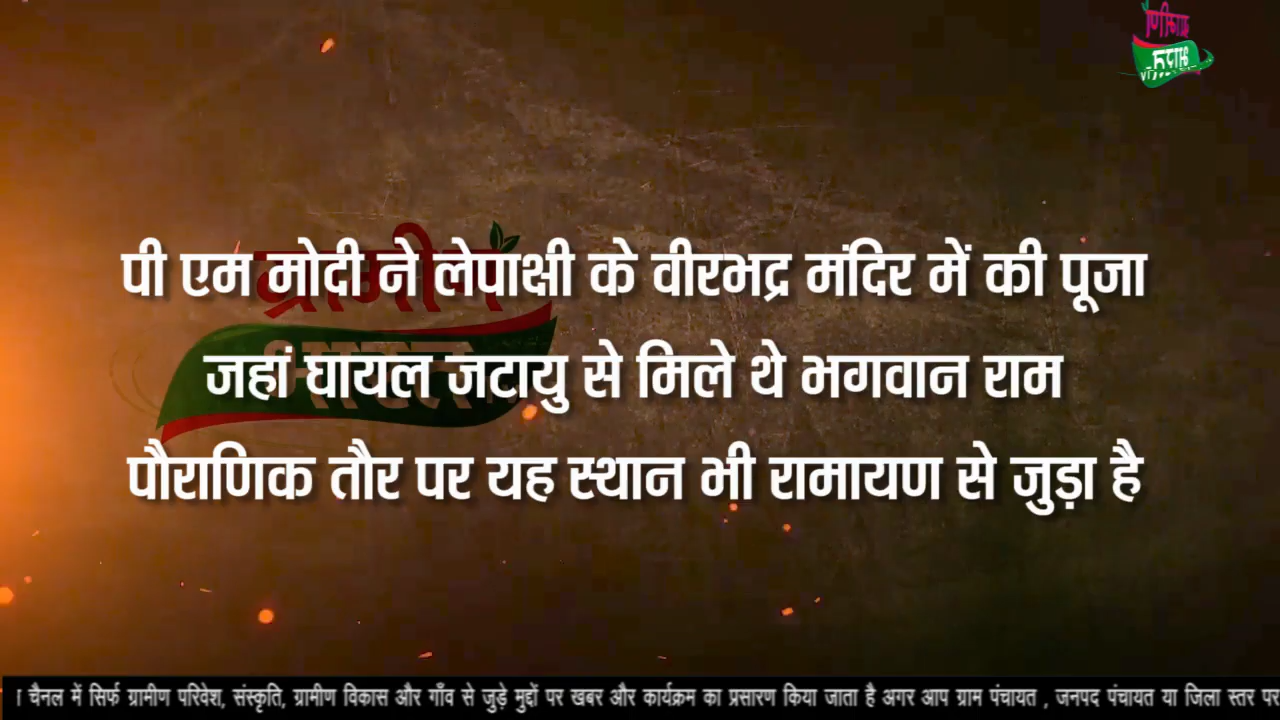 पी एम मोदी ने लेपाक्षी के वीरभद्र मंदिर में की पूजा
जहां घायल जटायु से मिले थे भगवान राम
पौराणिक तौर पर यह स्थान भी रामायण से जुड़ा है
चैनल में सिर्फ ग्रामीण परिवेश, संस्कृति, ग्रामीण विकास और गाँव से जुड़े मुद्दों पर खबर और कार्यक्रम का प्रसारण किया जाता है अगर आप ग्राम पंचायत , जनपद पंचायत या जिला स्तर पर